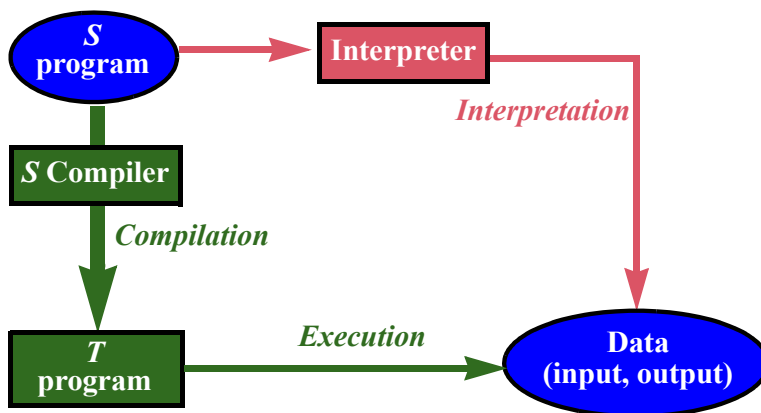 S
program
Interpreter
Interpretation
S Compiler
Compilation
T
program
Execution
Data
(input, output)